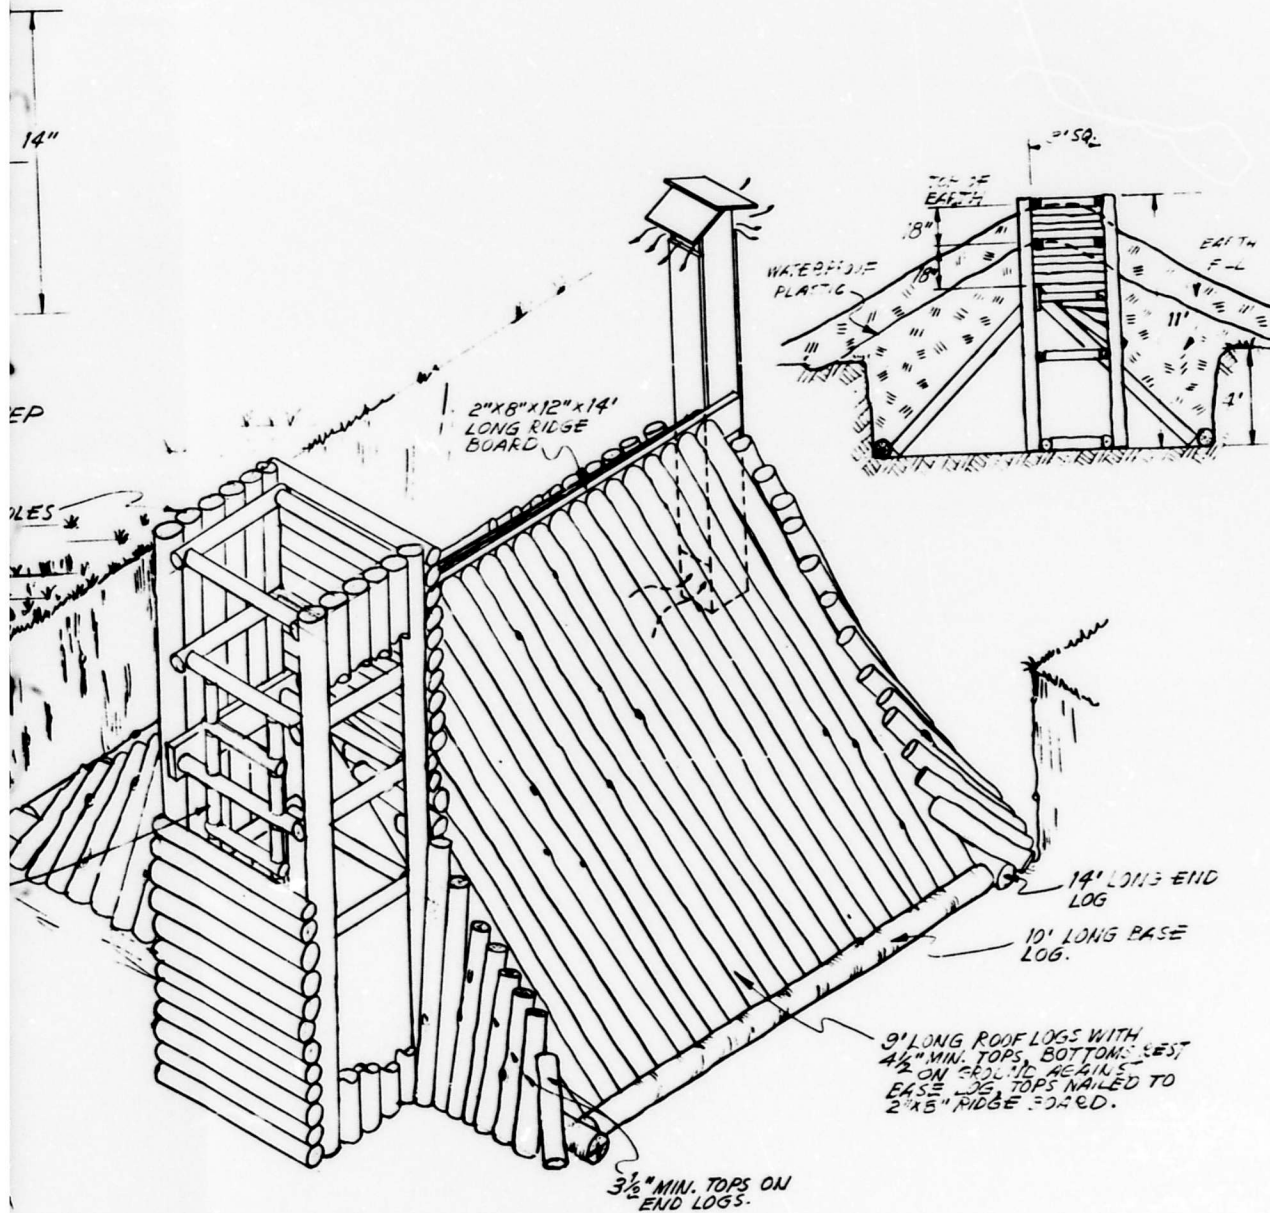 14"
EP
2"X8"X12"X14'
LONG RIDGE
BOARD
LES
SQ.
TOP OF
EARTH
18"
18"
WATERPROOF
PLASTIC
EARTH
11'
4'
14' LONG END
LOG
10' LONG BASE
LOG.
9' LONG ROOF LOGS WITH
4½" MIN. TOPS, BOTTOMS REST
ON GROUND AGAINST
BASE LOG, TOPS NAILED TO
2"X8" RIDGE BOARD.
3½" MIN. TOPS ON
END LOGS.